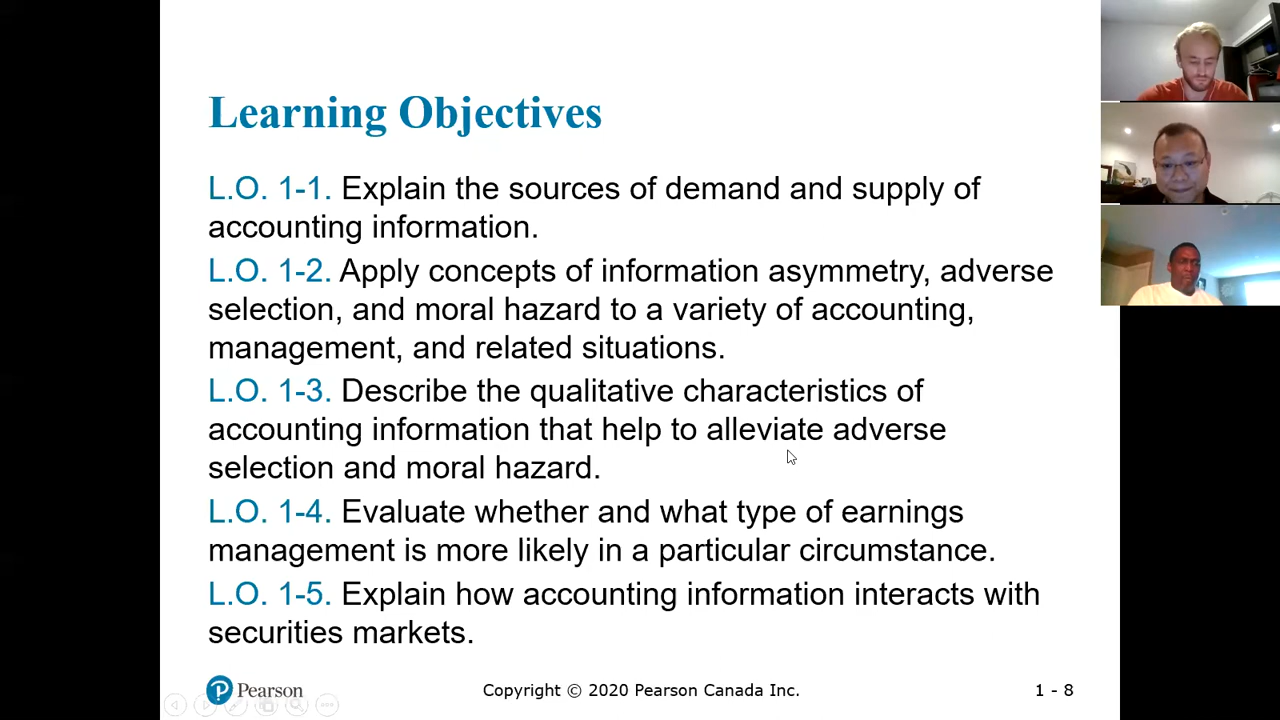 Learning Objectives
L.O. 1-1. Explain the sources of demand and supply of
accounting information.
L.O. 1-2. Apply concepts of information asymmetry, adverse
selection, and moral hazard to a variety of accounting,
management, and related situations.
L.O. 1-3. Describe the qualitative characteristics of
accounting information that help to alleviate adverse
selection and moral hazard.
L.O. 1-4. Evaluate whether and what type of earnings
management is more likely in a particular circumstance.
L.O. 1-5. Explain how accounting information interacts with
securities markets.
Pearson
Copyright © 2020 Pearson Canada Inc.
1 - 8